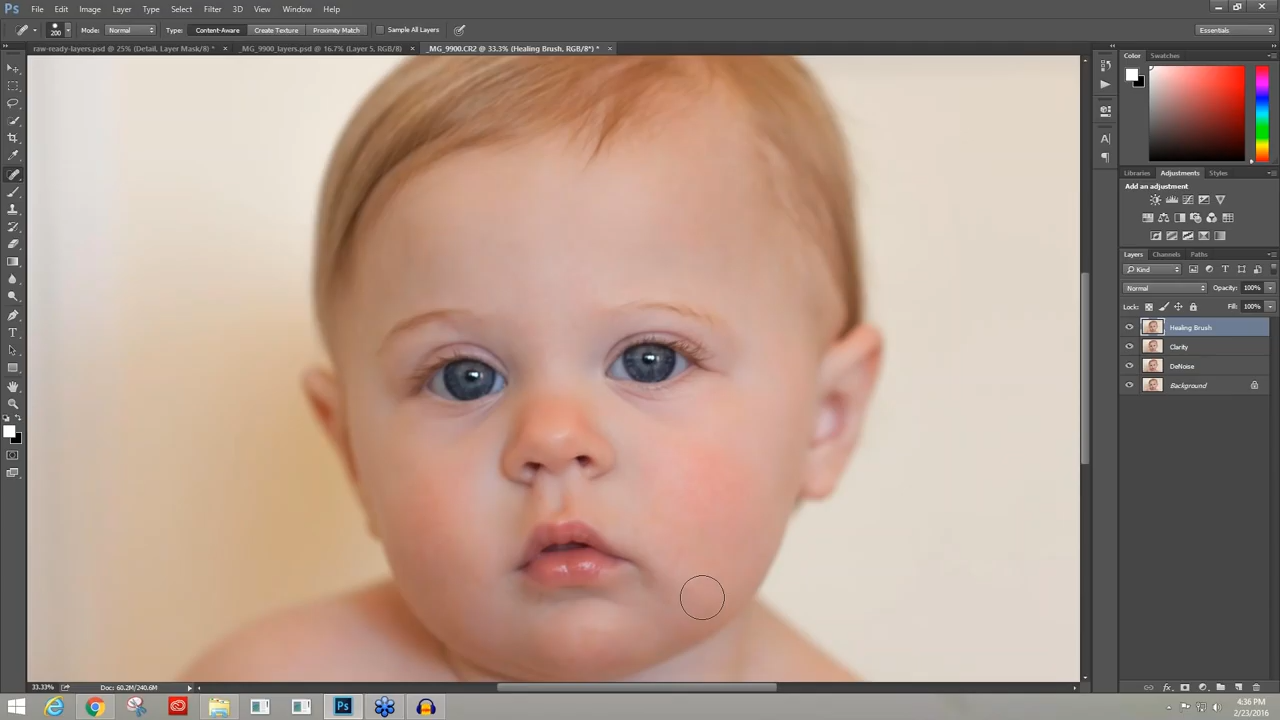 Ps File Edit Image Layer Type Select Filter 3D View Window Help
200 Mode: Normal Type: Content-Aware Create Texture Proximity Match Sample All Layers Essentials
raw-ready-layers.psd @ 25% (Detail, Layer Mask/8) * × _MG_9900_layers.psd @ 16.7% (Layer 5, RGB/8) × _MG_9900.CR2 @ 33.3% (Healing Brush, RGB/8*) * ×
Color Swatches
Libraries Adjustments Styles
Add an adjustment
Layers Channels Paths
Kind
Normal Opacity: 100%
Lock: Fill: 100%
Healing Brush
Clarity
DeNoise
Background
33.33% Doc: 60.2M/240.6M
fx
Ps
4:36 PM
2/23/2016